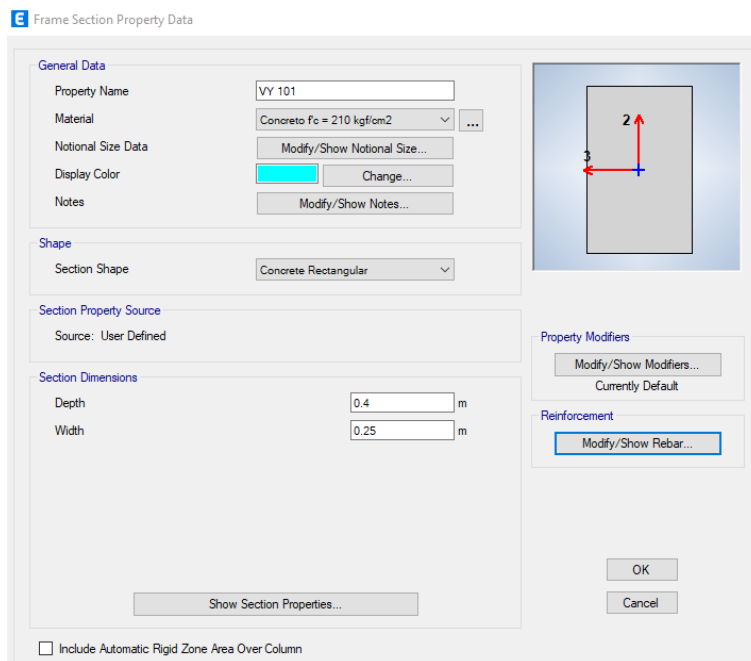 E Frame Section Property Data
General Data
Property Name VY 101
Material Concreto f'c = 210 kgf/cm2 ...
Notional Size Data Modify/Show Notional Size...
Display Color Change...
Notes Modify/Show Notes...
Shape
Section Shape Concrete Rectangular
Section Property Source
Source: User Defined
Section Dimensions
Depth 0.4 m
Width 0.25 m
Show Section Properties...
Include Automatic Rigid Zone Area Over Column
2
3
Property Modifiers
Modify/Show Modifiers...
Currently Default
Reinforcement
Modify/Show Rebar...
OK
Cancel